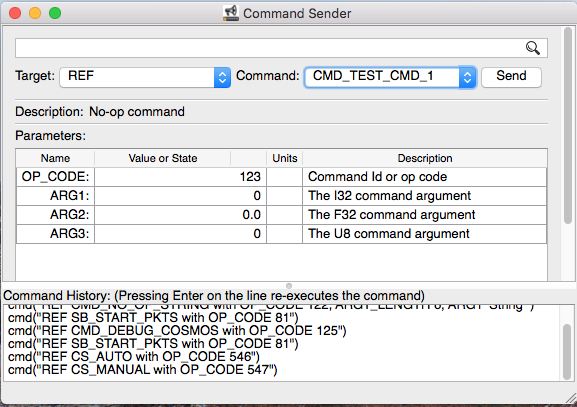 Command Sender
Target: REF Command: CMD_TEST_CMD_1 Send
Description: No-op command
Parameters:
Name Value or State Units Description
OP_CODE: 123 Command Id or op code
ARG1: 0 The I32 command argument
ARG2: 0.0 The F32 command argument
ARG3: 0 The U8 command argument
Command History: (Pressing Enter on the line re-executes the command)
cmd("REF CMD_NO_OP_STRING with OP_CODE 122, ARG1_LENGTH 6, ARG1 'String'")
cmd("REF SB_START_PKTS with OP_CODE 81")
cmd("REF CMD_DEBUG_COSMOS with OP_CODE 125")
cmd("REF SB_START_PKTS with OP_CODE 81")
cmd("REF CS_AUTO with OP_CODE 546")
cmd("REF CS_MANUAL with OP_CODE 547")